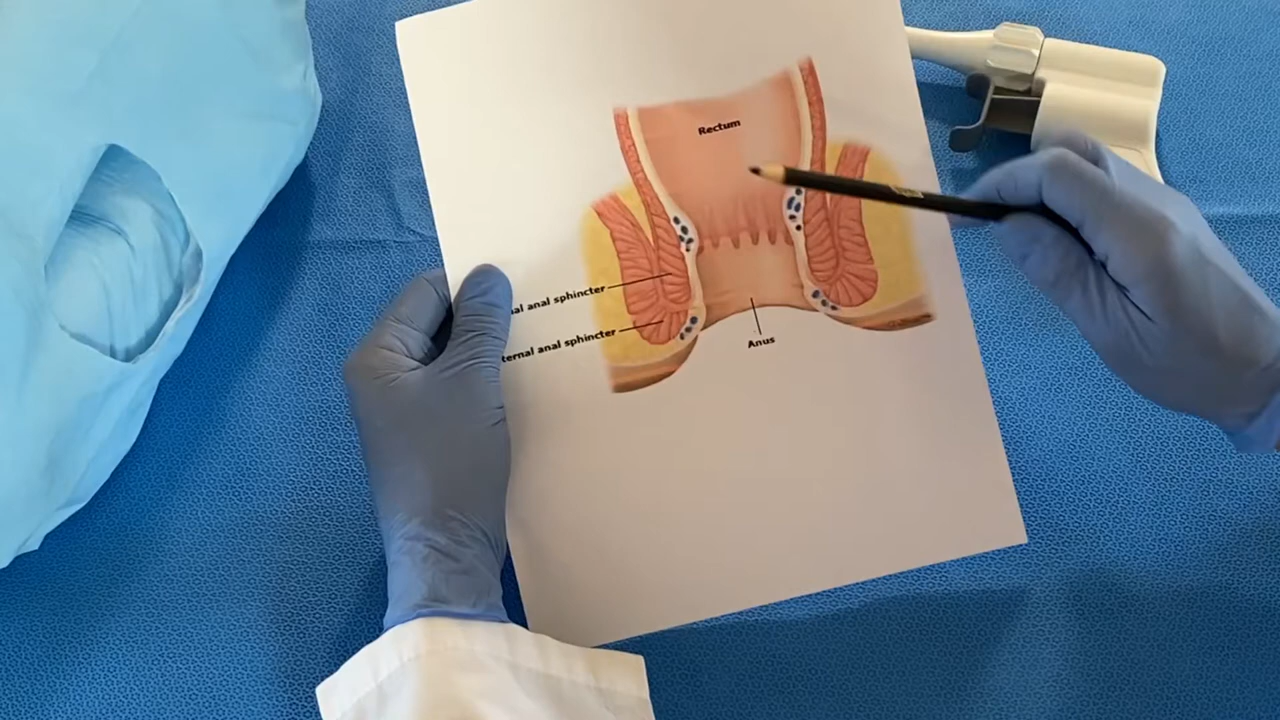 Rectum
al anal sphincter
ternal anal sphincter
Anus